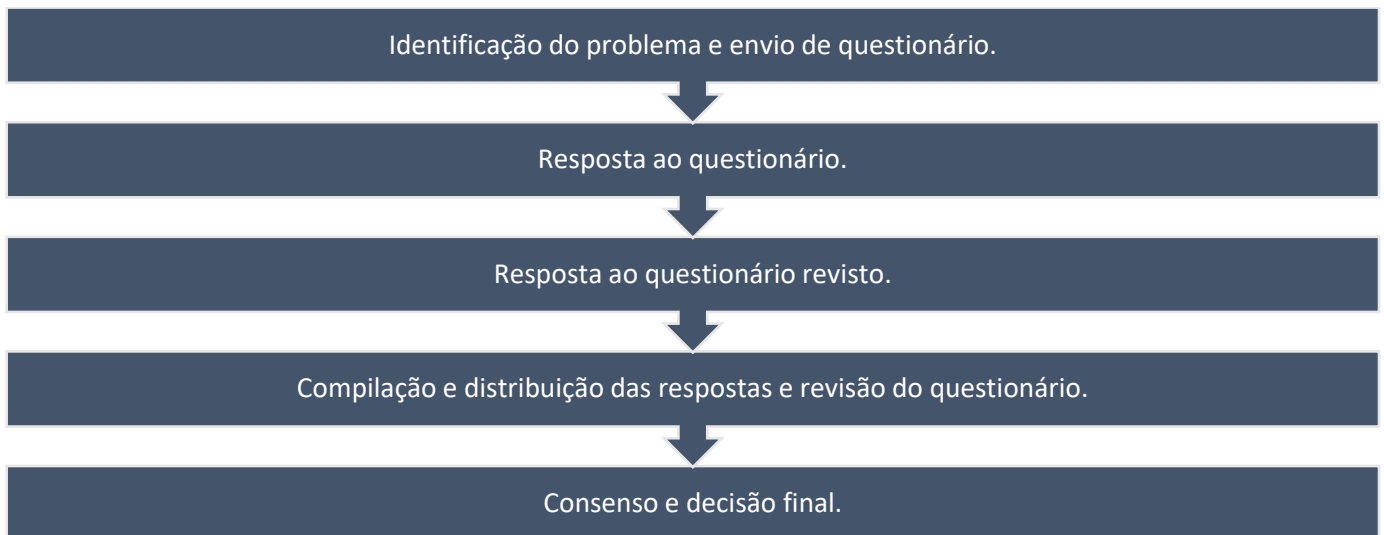 Identificação do problema e envio de questionário.
Resposta ao questionário.
Resposta ao questionário revisto.
Compilação e distribuição das respostas e revisão do questionário.
Consenso e decisão final.